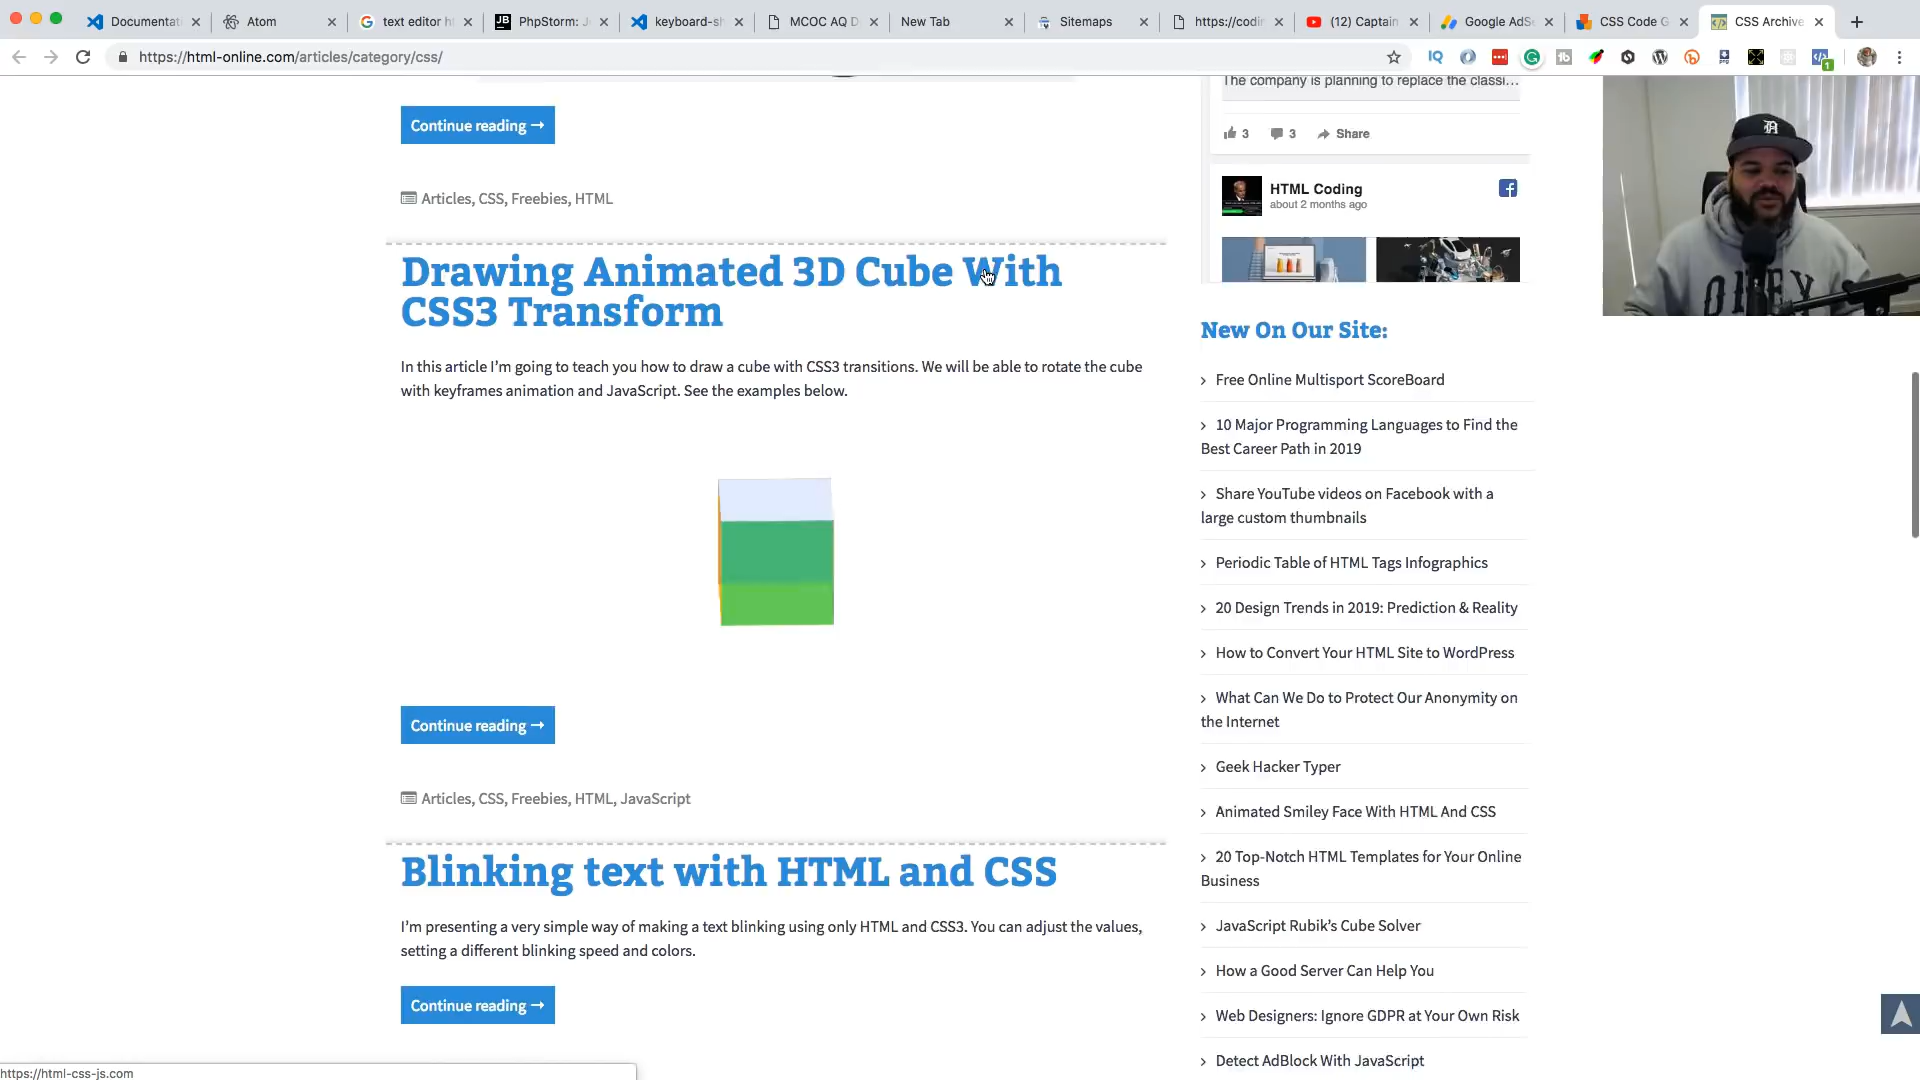 Documentati
Atom
text editor h
PhpStorm: J
keyboard-sh
MCOC AQ D
New Tab
Sitemaps
https://codin
(12) Captain
Google AdSe
CSS Code G
CSS Archive
https://html-online.com/articles/category/css/
The company is planning to replace the classi...
Continue reading →
3 3 Share
Articles, CSS, Freebies, HTML
HTML Coding
about 2 months ago
Drawing Animated 3D Cube With
CSS3 Transform
In this article I'm going to teach you how to draw a cube with CSS3 transitions. We will be able to rotate the cube
with keyframes animation and JavaScript. See the examples below.
Continue reading →
Articles, CSS, Freebies, HTML, JavaScript
Blinking text with HTML and CSS
I'm presenting a very simple way of making a text blinking using only HTML and CSS3. You can adjust the values,
setting a different blinking speed and colors.
Continue reading →
New On Our Site:
Free Online Multisport ScoreBoard
10 Major Programming Languages to Find the
Best Career Path in 2019
Share YouTube videos on Facebook with a
large custom thumbnails
Periodic Table of HTML Tags Infographics
20 Design Trends in 2019: Prediction & Reality
How to Convert Your HTML Site to WordPress
What Can We Do to Protect Our Anonymity on
the Internet
Geek Hacker Typer
Animated Smiley Face With HTML And CSS
20 Top-Notch HTML Templates for Your Online
Business
JavaScript Rubik's Cube Solver
How a Good Server Can Help You
Web Designers: Ignore GDPR at Your Own Risk
Detect AdBlock With JavaScript
https://html-css-js.com